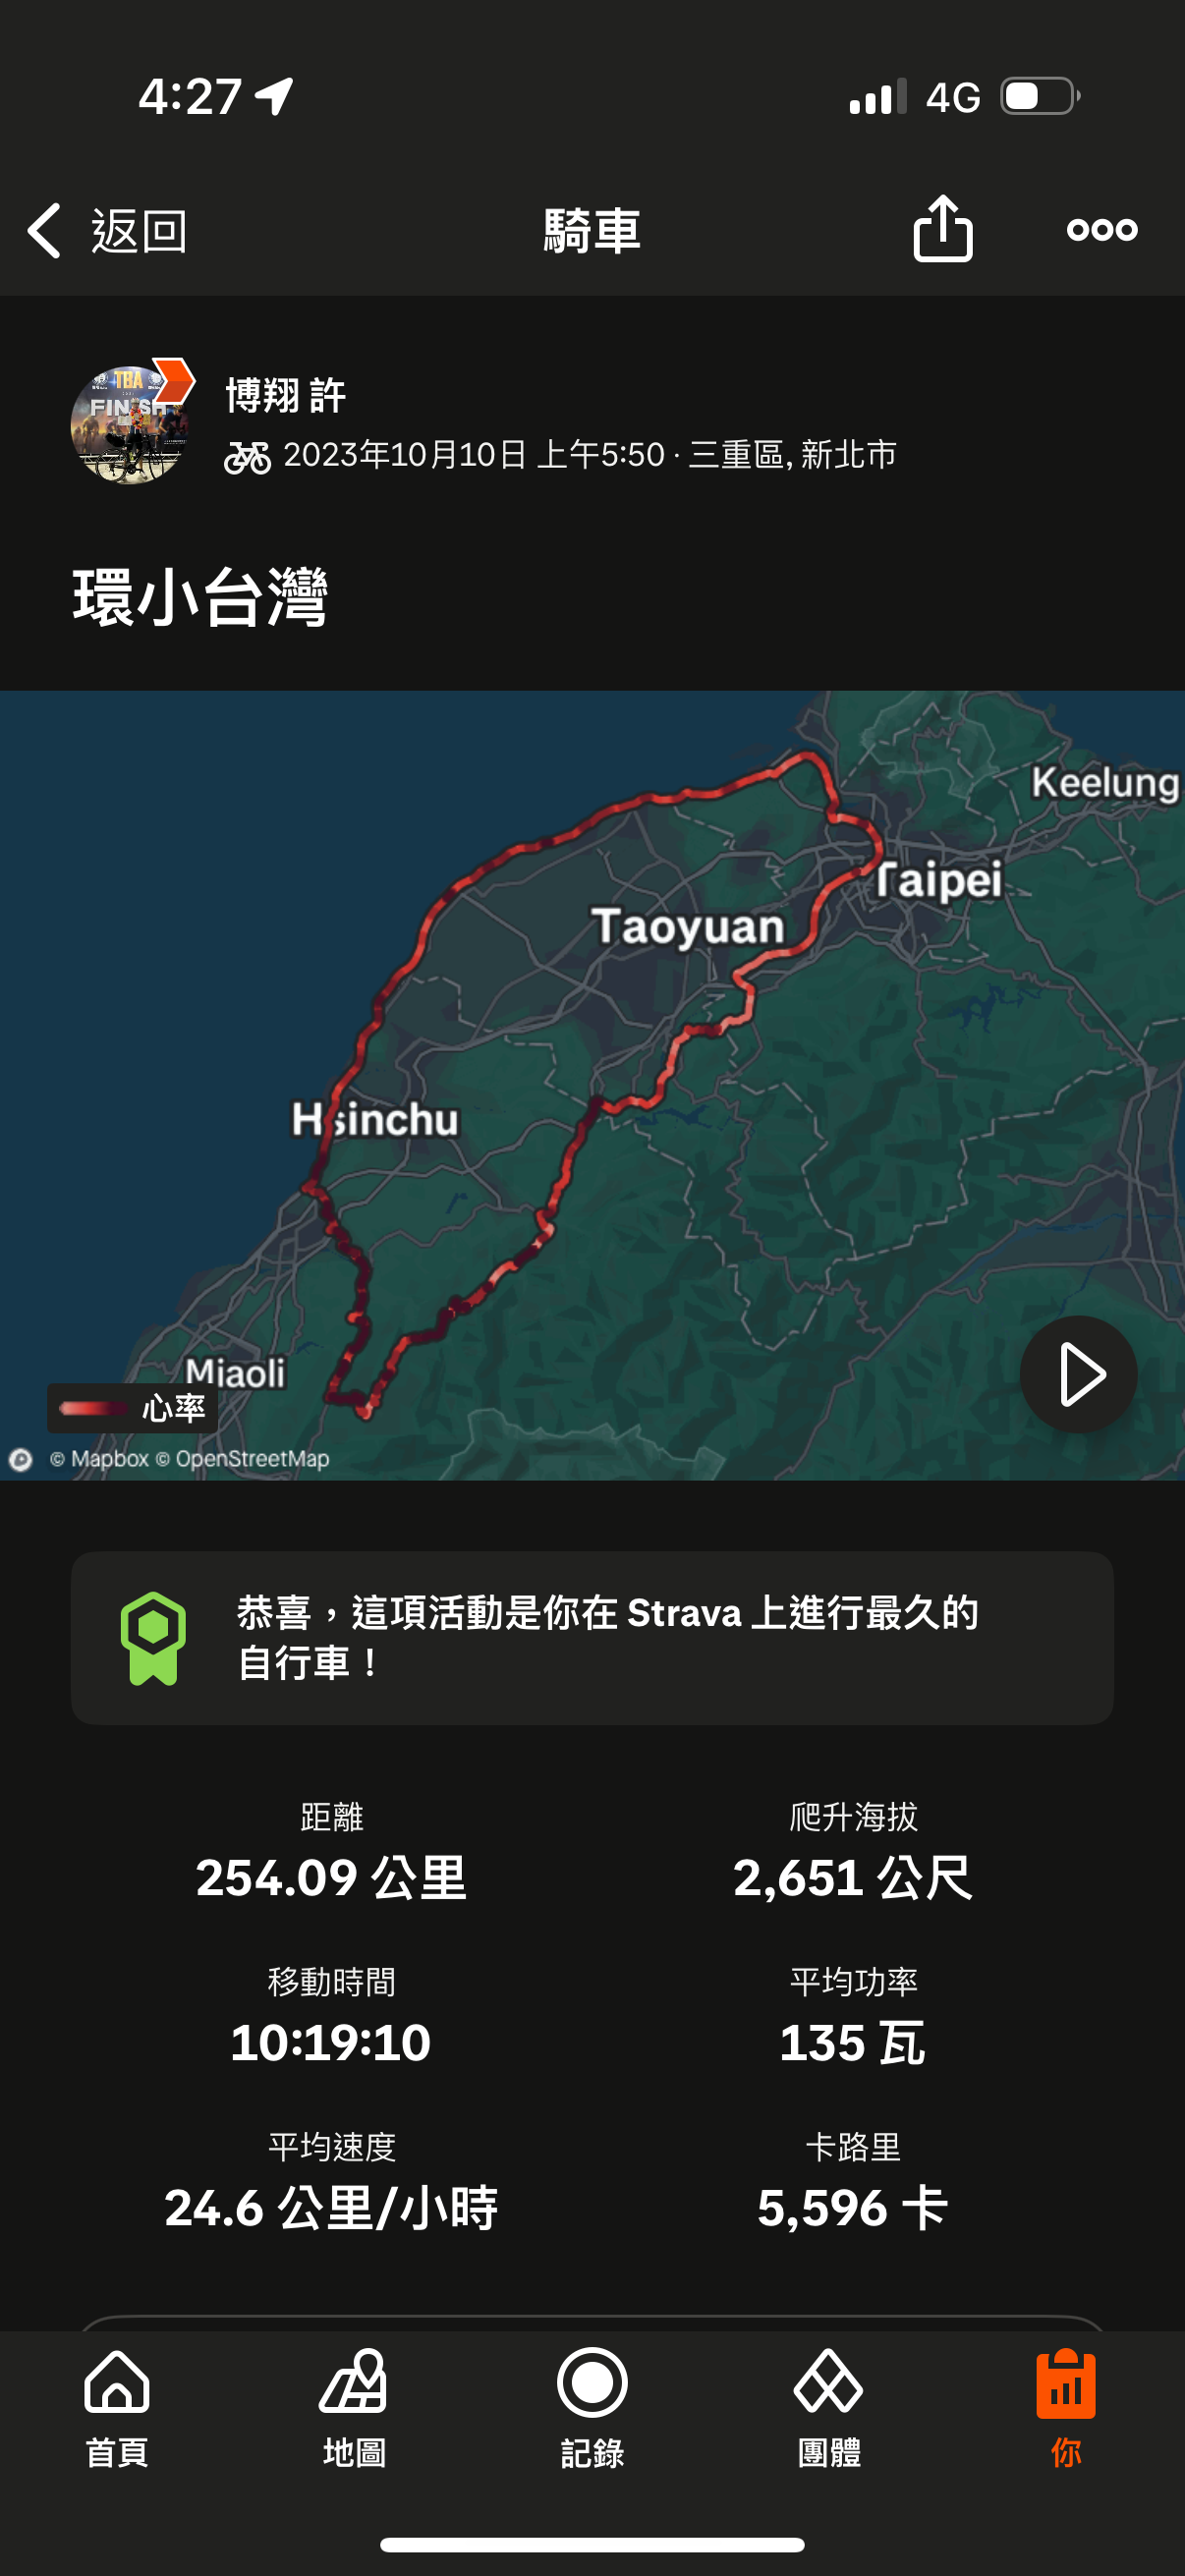 4:27
4G
返回
騎車
TBA
FINISH
博翔 許
2023年10月10日 上午5:50 · 三重區, 新北市
環小台灣
Keelung
Taipei
Taoyuan
Hsinchu
Miaoli
心率
© Mapbox © OpenStreetMap
恭喜，這項活動是你在 Strava 上進行最久的
自行車！
距離
爬升海拔
254.09 公里
2,651 公尺
移動時間
平均功率
10:19:10
135 瓦
平均速度
卡路里
24.6 公里/小時
5,596 卡
首頁
地圖
記錄
團體
你